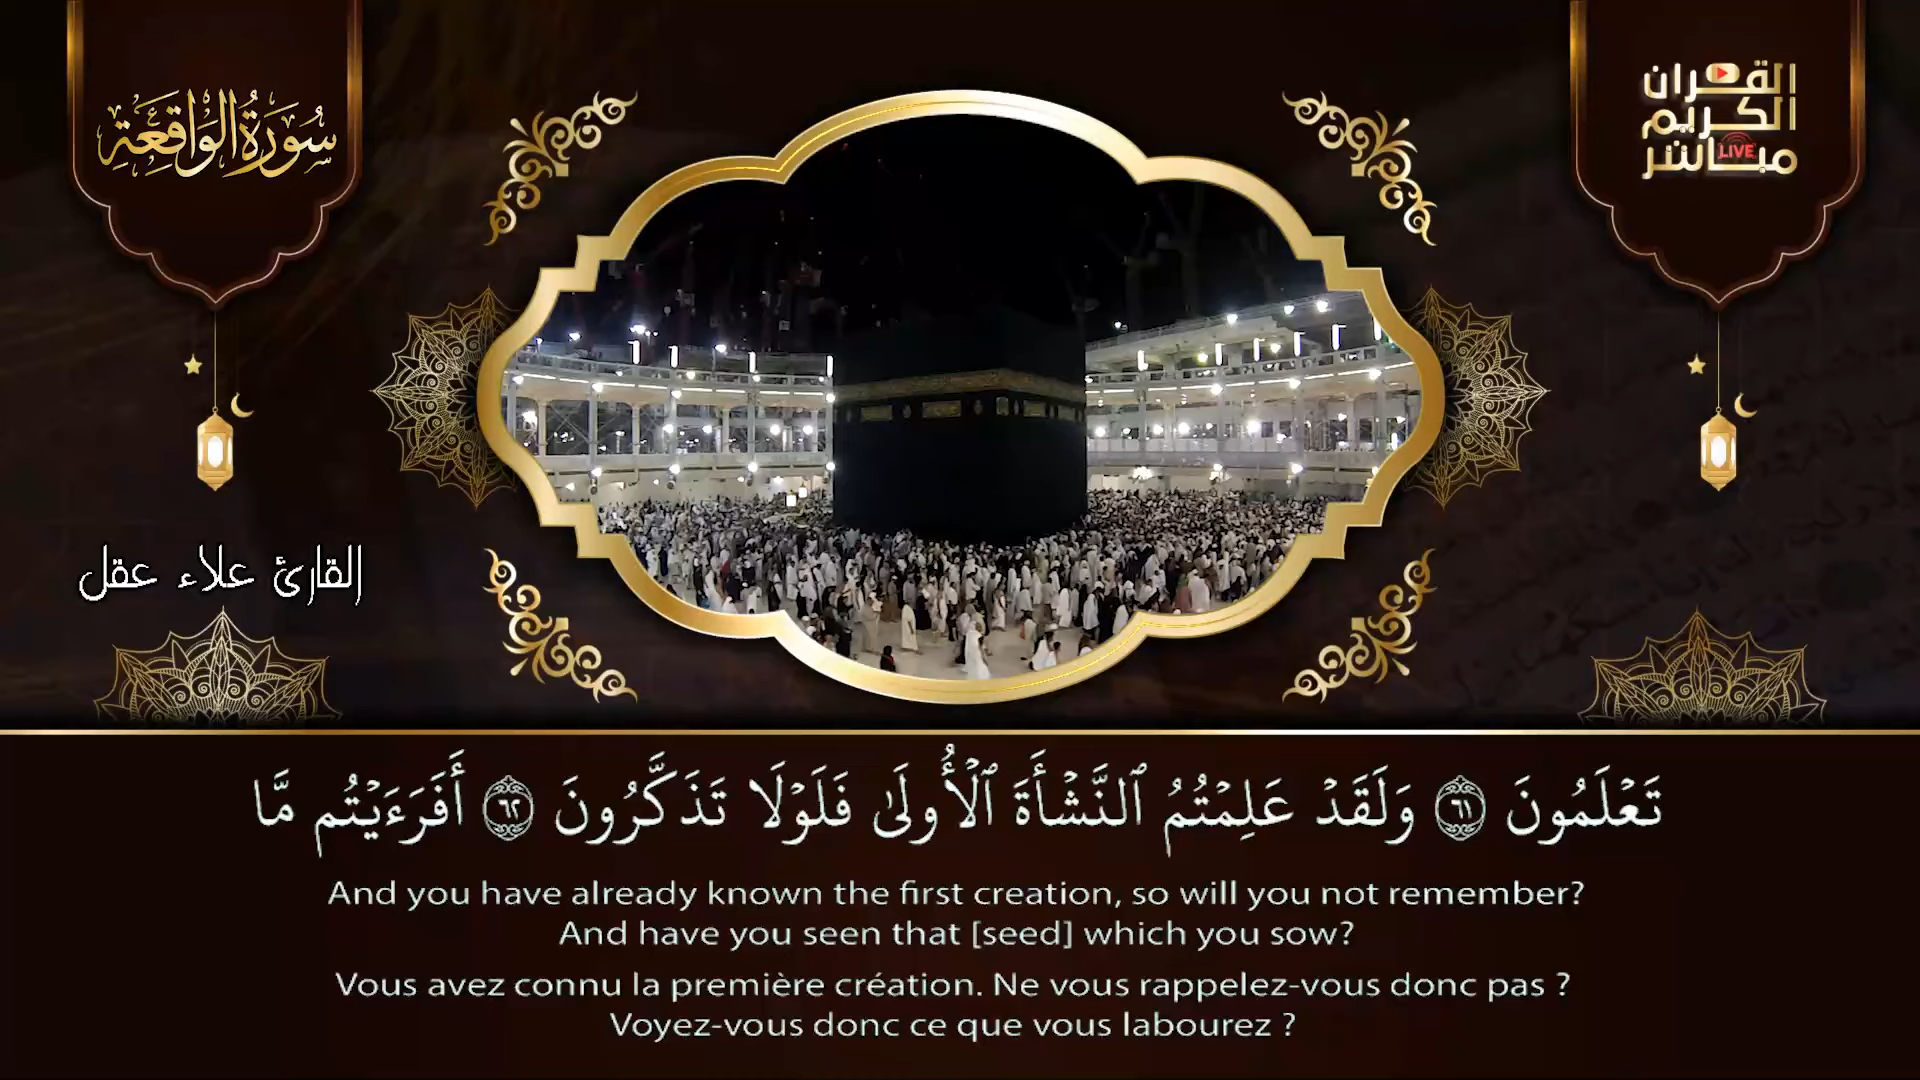 سُورَةُ الْوَاقِعَةِ
القرآن
الكريم
مباشر
LIVE
القارئ علاء عقل
تَعْلَمُونَ ٦١ وَلَقَدْ عَلِمْتُمُ ٱلنَّشْأَةَ ٱلْأُولَىٰ فَلَوْلَا تَذَكَّرُونَ ٦٢ أَفَرَءَيْتُم مَّا
And you have already known the first creation, so will you not remember?
And have you seen that [seed] which you sow?
Vous avez connu la première création. Ne vous rappelez-vous donc pas ?
Voyez-vous donc ce que vous labourez ?